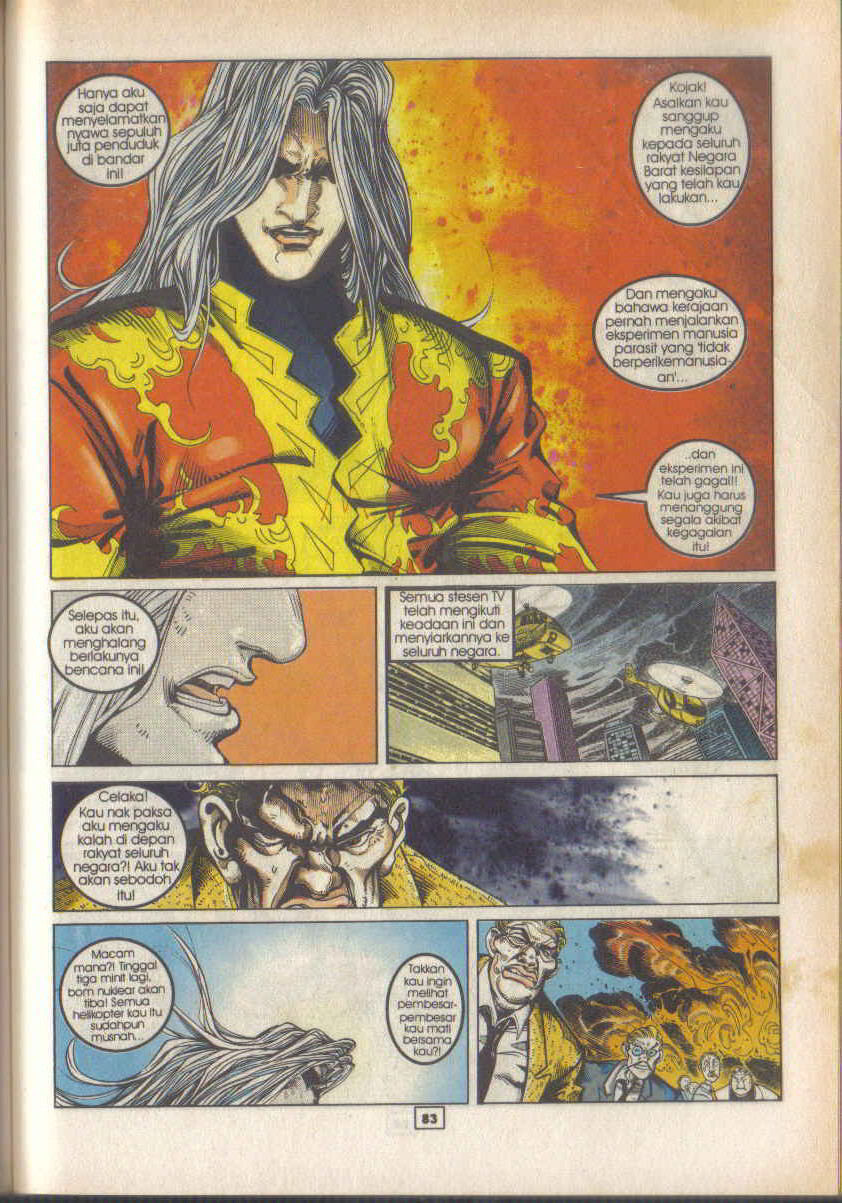 Hanya aku
saja dapat
menyelamatkan
nyawa sepuluh
juta penduduk
di bandar
ini!
Kojak!
Asalkan kau
sanggup
mengaku
kepada seluruh
rakyat Negara
Barat kesilapan
yang telah kau
lakukan...
Dan mengaku
bahawa kerajaan
pernah menjalankan
eksperimen manusia
parasit yang 'tidak
berperikemanusia-
an'...
..dan
eksperimen ini
telah gagal!!
Kau juga harus
menanggung
segala akibat
kegagalan
itu!
Selepas itu,
aku akan
menghalang
berlakunya
bencana ini!
Semua stesen TV
telah mengikuti
keadaan ini dan
menyiarkannya ke
seluruh negara.
Celaka!
Kau nak paksa
aku mengaku
kalah di depan
rakyat seluruh
negara?! Aku tak
akan sebodoh
itu!
Macam
mana?! Tinggal
tiga minit lagi,
bom nuklear akan
tiba! Semua
helikopter kau itu
sudahpun
musnah...
Takkan
kau ingin
melihat
pembesar-
pembesar
kau mati
bersama
kau?!
83